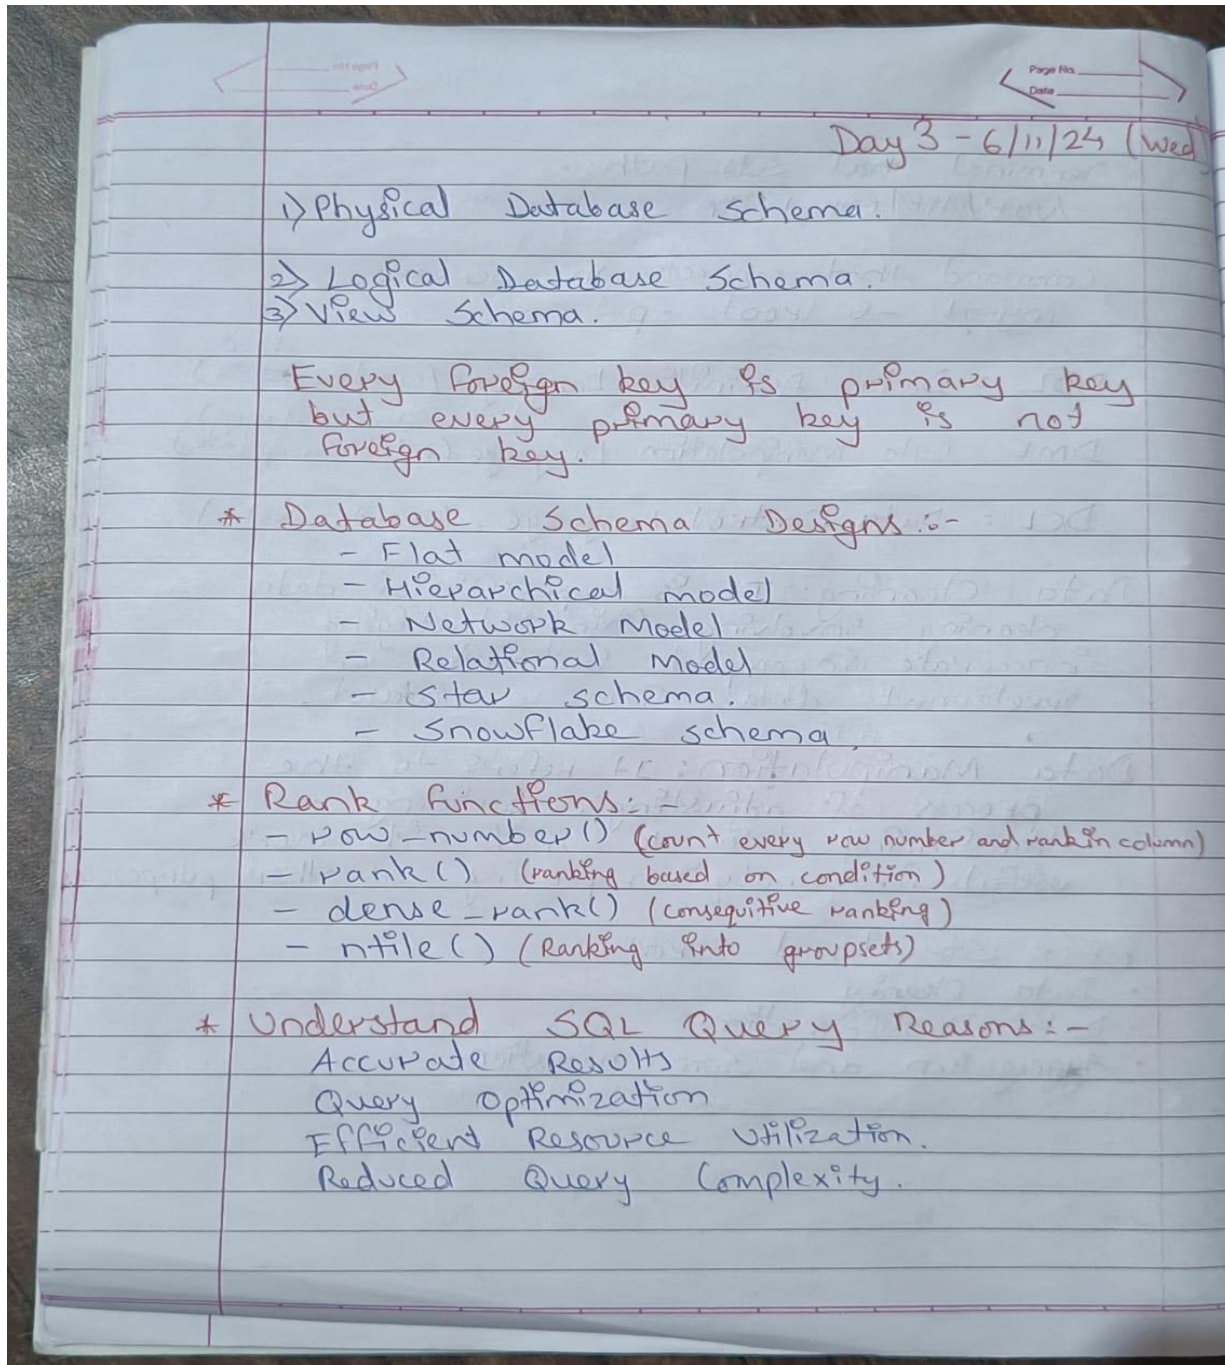 Page No.
Date
Day 3 - 6/11/24 (Wed
1) Physical Database Schema.
2) Logical Database Schema.
3) View Schema.
Every foreign key is primary key
but every primary key is not
foreign key.
* Database Schema Designs :-
- Flat model
- Hierarchical model
- Network Model
- Relational Model
- Star schema.
- Snowflake schema.
* Rank functions: -
- row_number() (count every row number and rank in column)
- rank() (ranking based on condition)
- dense_rank() (consequitive ranking)
- ntile() (Ranking into groupsets)
* Understand SQL Query Reasons :-
Accurate Results
Query Optimization
Efficient Resource Utilization.
Reduced Query Complexity.